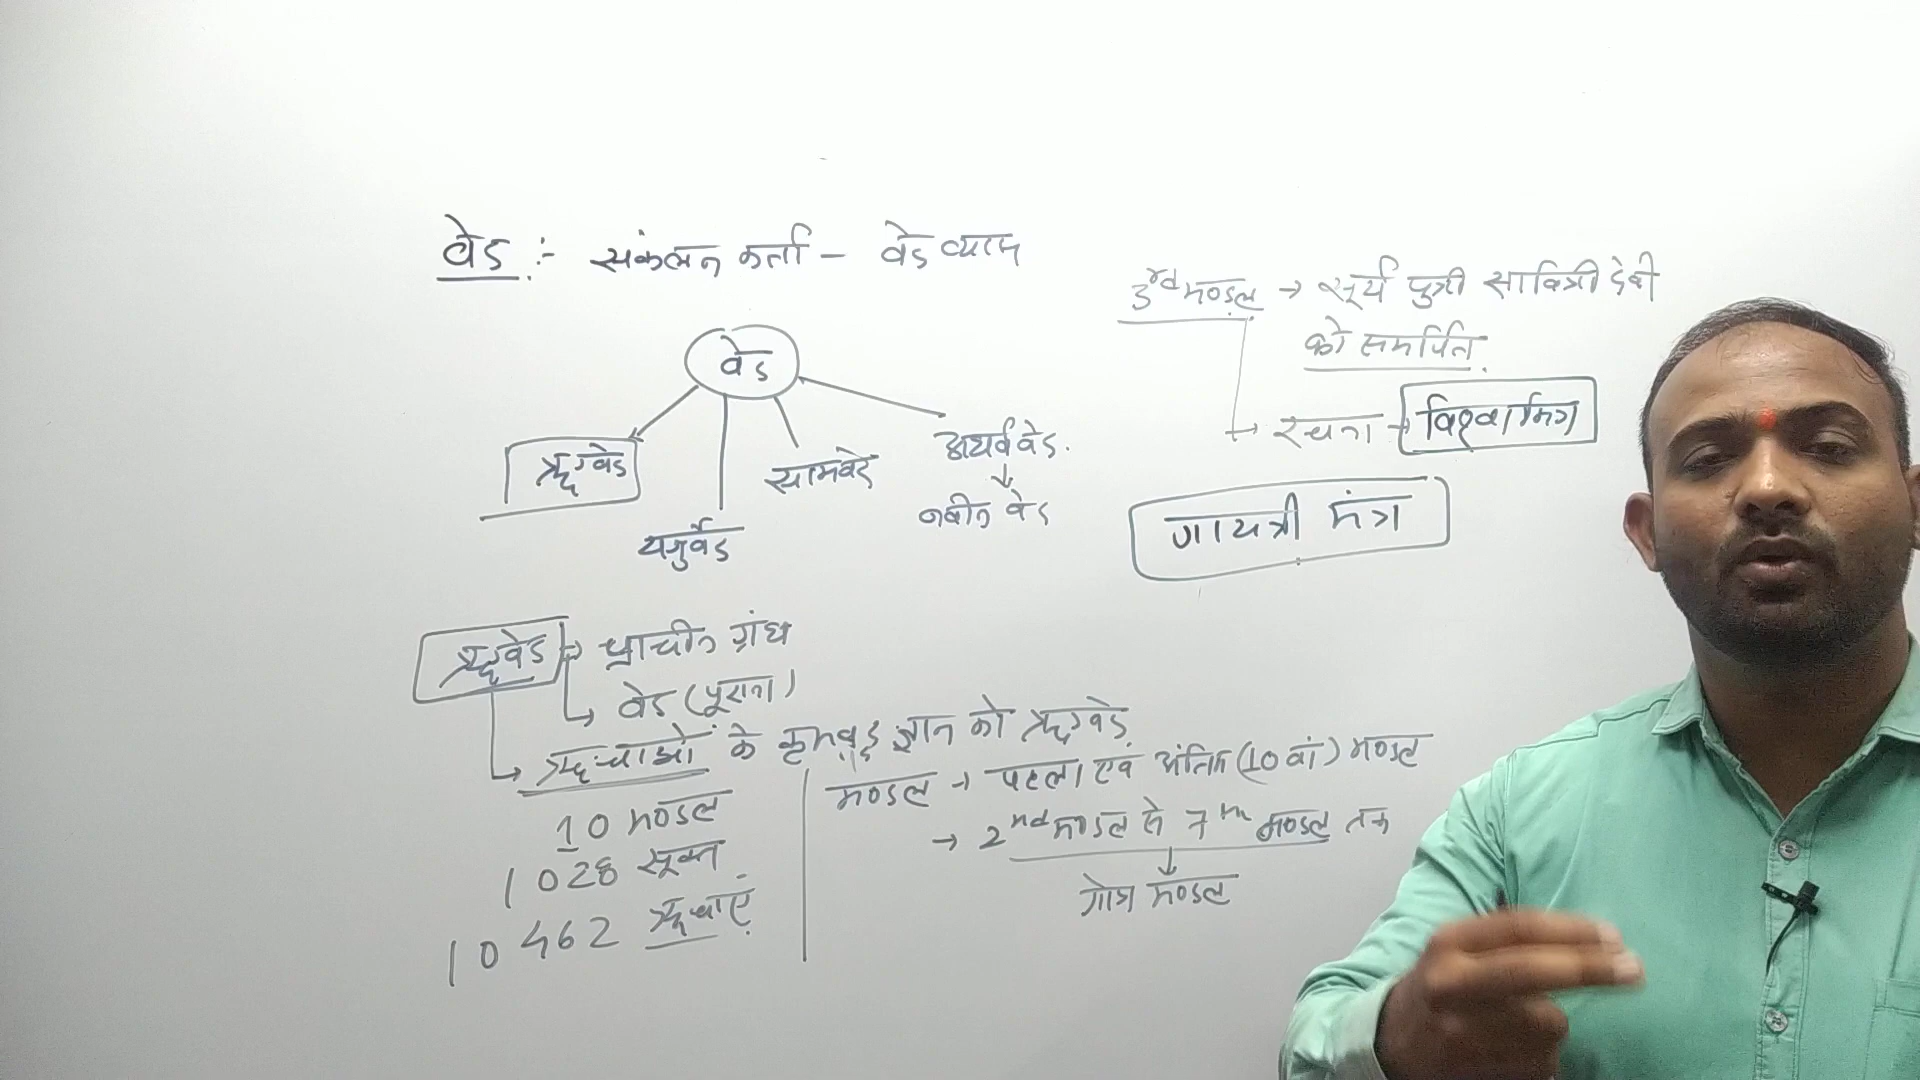 वेद :- संकलन कर्ता - वेद व्यास
वेद
ऋग्वेद
यजुर्वेद
सामवेद
अथर्ववेद.
नवीन वेद
ऋग्वेद → प्राचीन ग्रंथ
→ वेद (पुराना)
→ ऋचाओं के क्रमबद्ध ज्ञान को ऋग्वेद
10 मण्डल
1028 सूक्त
10462 ऋचाएं
मण्डल → पहला एवं अंतिम (10 वां) मण्डल
→ 2nd मण्डल से 7th मण्डल तक
↓
गोत्र मण्डल
3rd मण्डल → सूर्य पुत्री सावित्री देवी
को समर्पित.
→ रचना → विश्वामित्र
गायत्री मंत्र